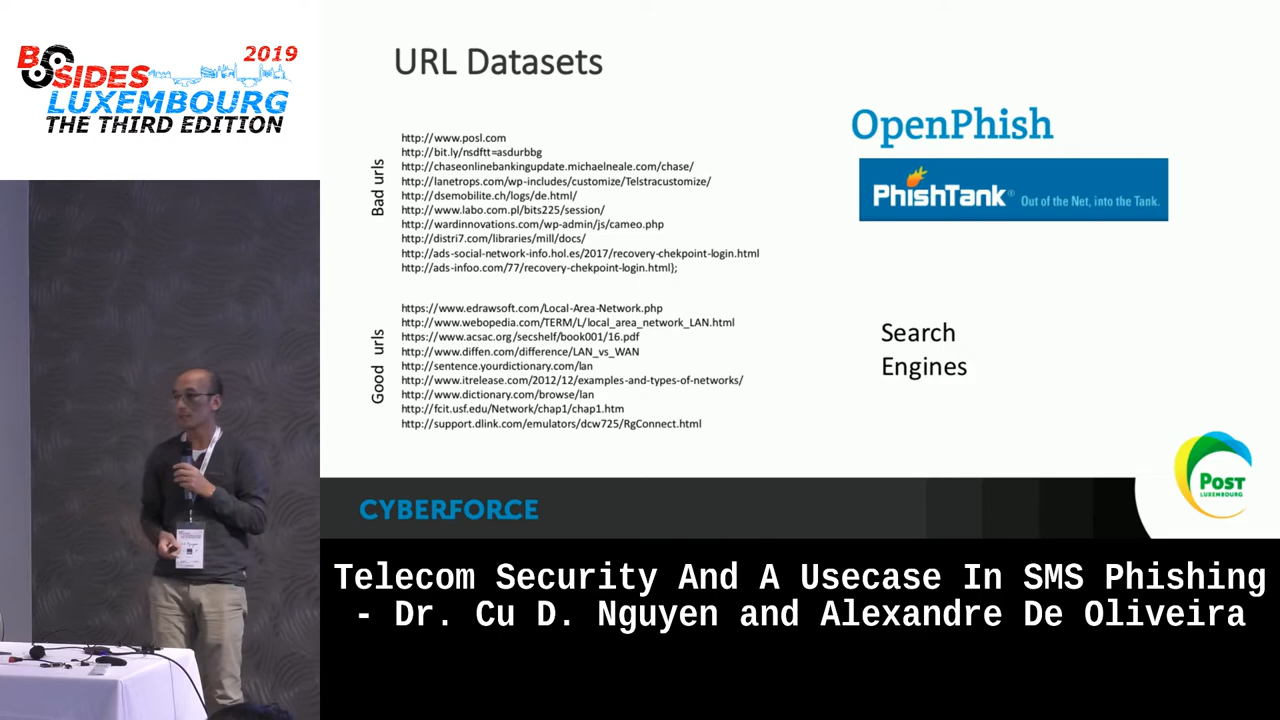 BSIDES 2019
LUXEMBOURG
THE THIRD EDITION
URL Datasets
Bad urls
http://www.posl.com
http://bit.ly/nsdftt=asdurbbg
http://chaseonlinebankingupdate.michaelneale.com/chase/
http://lanetrops.com/wp-includes/customize/Telstracustomize/
http://dsemobilite.ch/logs/de.html/
http://www.labo.com.pl/bits225/session/
http://wardinnovations.com/wp-admin/js/cameo.php
http://distri7.com/libraries/mill/docs/
http://ads-social-network-info.hol.es/2017/recovery-chekpoint-login.html
http://ads-infoo.com/77/recovery-chekpoint-login.html};
OpenPhish
PhishTank® Out of the Net, into the Tank.
Good urls
https://www.edrawsoft.com/Local-Area-Network.php
http://www.webopedia.com/TERM/L/local_area_network_LAN.html
https://www.acsac.org/secshelf/book001/16.pdf
http://www.diffen.com/difference/LAN_vs_WAN
http://sentence.yourdictionary.com/lan
http://www.itrelease.com/2012/12/examples-and-types-of-networks/
http://www.dictionary.com/browse/lan
http://fcit.usf.edu/Network/chap1/chap1.htm
http://support.dlink.com/emulators/dcw725/RgConnect.html
Search
Engines
CYBERFORCE
POST
LUXEMBOURG
Telecom Security And A Usecase In SMS Phishing
- Dr. Cu D. Nguyen and Alexandre De Oliveira